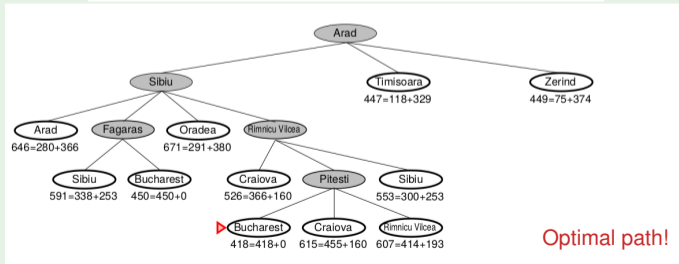 Arad
Sibiu
Timisoara
Zerind
447=118+329
449=75+374
Arad
Fagaras
Oradea
Rimnicu Vilcea
646=280+366
671=291+380
Sibiu
Bucharest
Craiova
Pitesti
Sibiu
591=338+253
450=450+0
526=366+160
553=300+253
Bucharest
Craiova
Rimnicu Vilcea
418=418+0
615=455+160
607=414+193
Optimal path!